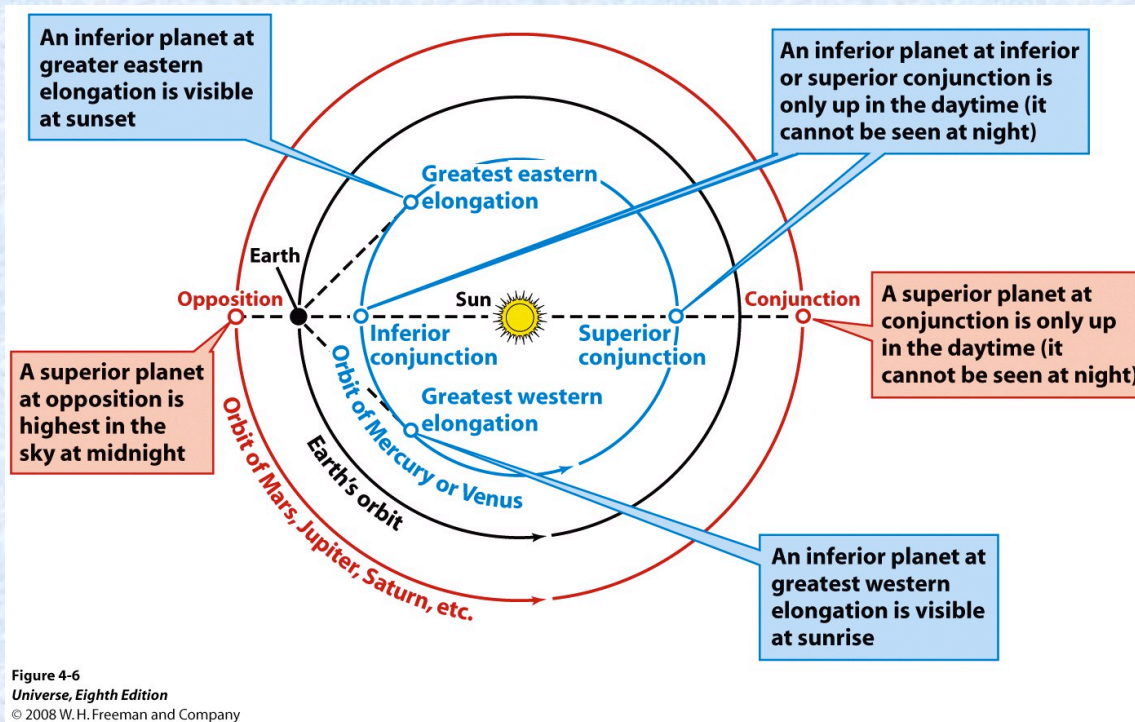 An inferior planet at
greater eastern
elongation is visible
at sunset
An inferior planet at inferior
or superior conjunction is
only up in the daytime (it
cannot be seen at night)
Greatest eastern
elongation
Earth
Opposition
Sun
Conjunction
Inferior
conjunction
Superior
conjunction
A superior planet at
conjunction is only up
in the daytime (it
cannot be seen at night)
A superior planet
at opposition is
highest in the
sky at midnight
Greatest western
elongation
Orbit of Mercury or Venus
Earth's orbit
Orbit of Mars, Jupiter, Saturn, etc.
An inferior planet at
greatest western
elongation is visible
at sunrise
Figure 4-6
Universe, Eighth Edition
© 2008 W. H. Freeman and Company